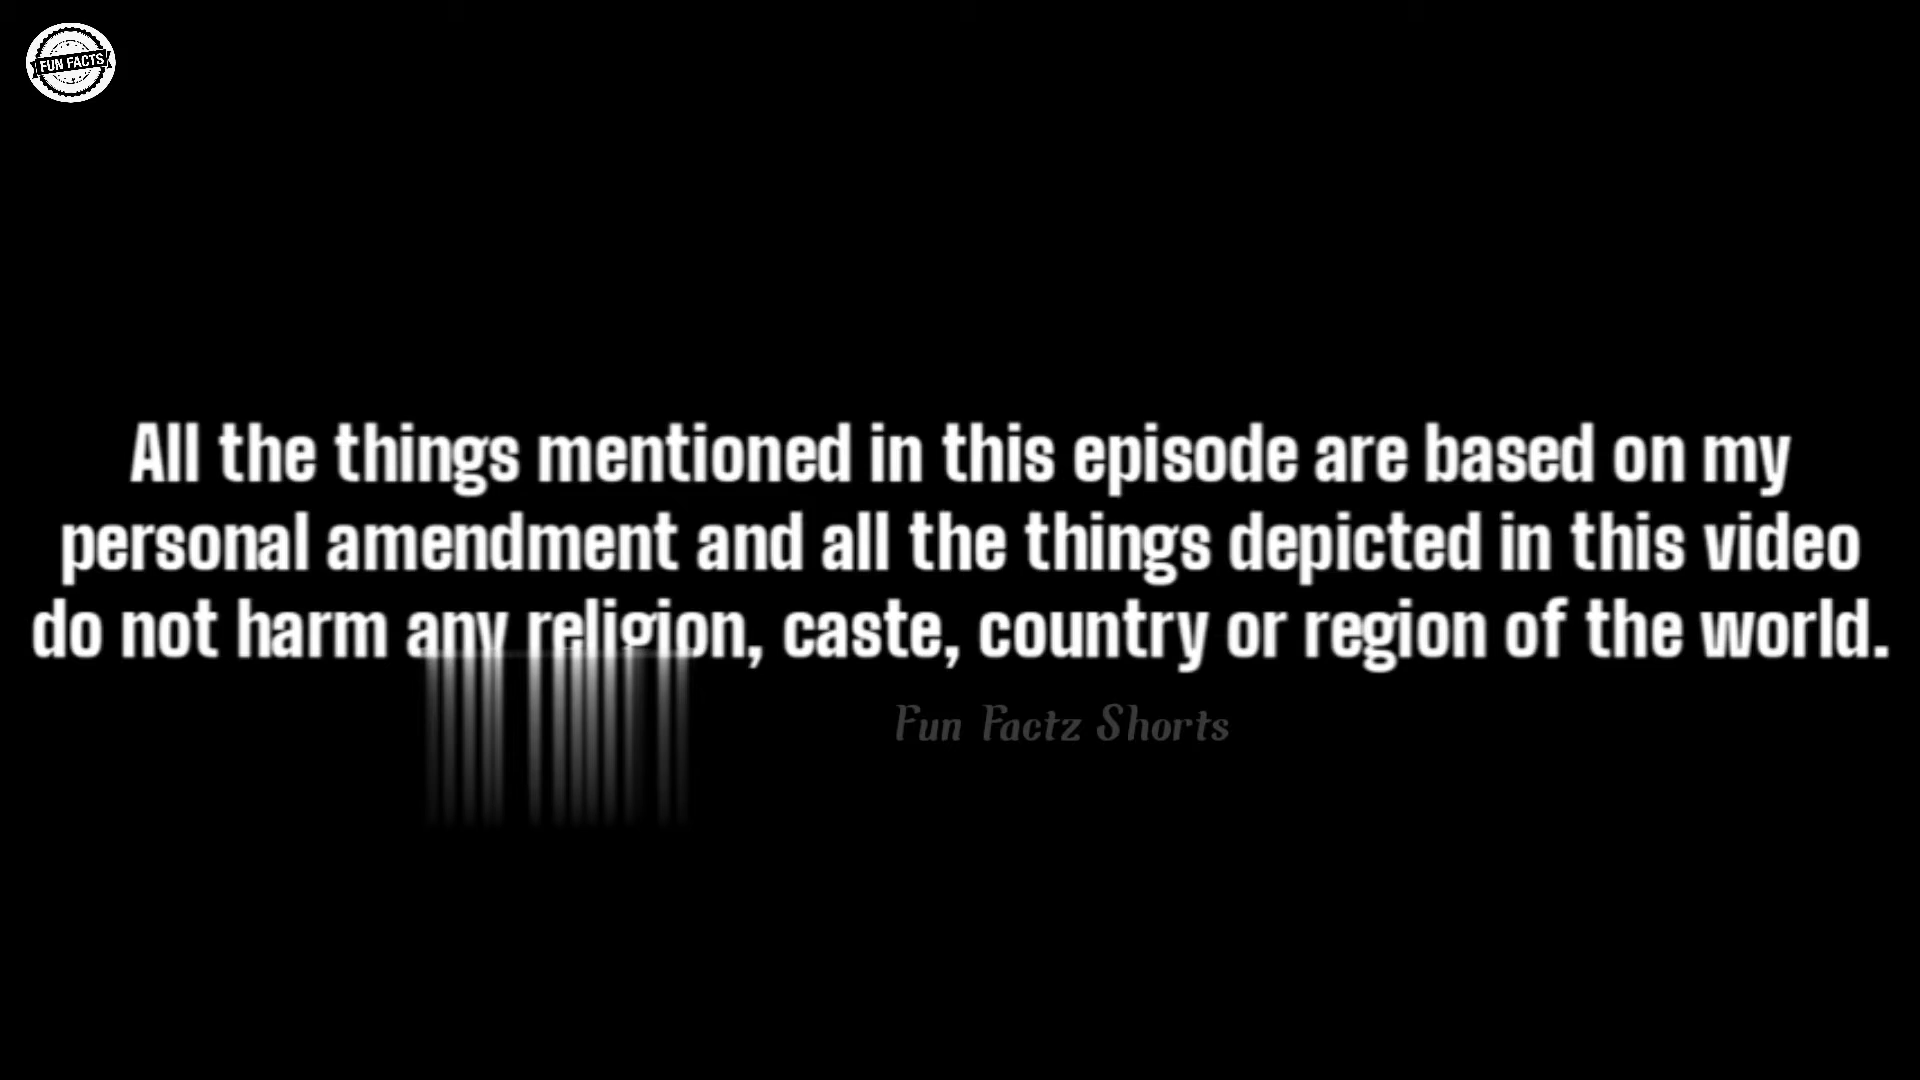 FUN FACTS
All the things mentioned in this episode are based on my
personal amendment and all the things depicted in this video
do not harm any religion, caste, country or region of the world.
Fun Factz Shorts